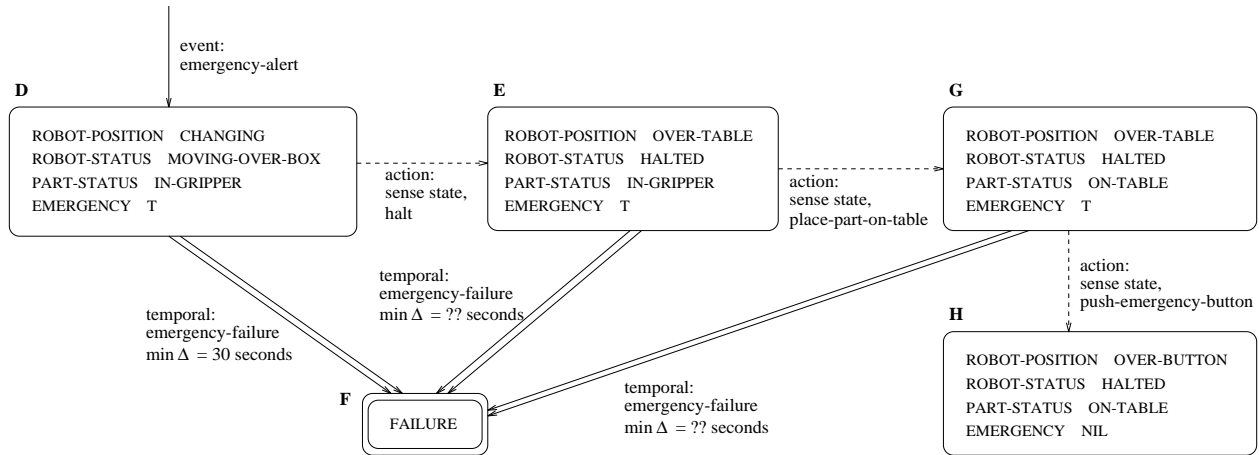 event:
emergency-alert
D
ROBOT-POSITION CHANGING
ROBOT-STATUS MOVING-OVER-BOX
PART-STATUS IN-GRIPPER
EMERGENCY T
action:
sense state,
halt
E
ROBOT-POSITION OVER-TABLE
ROBOT-STATUS HALTED
PART-STATUS IN-GRIPPER
EMERGENCY T
action:
sense state,
place-part-on-table
G
ROBOT-POSITION OVER-TABLE
ROBOT-STATUS HALTED
PART-STATUS ON-TABLE
EMERGENCY T
temporal:
emergency-failure
min Δ = 30 seconds
temporal:
emergency-failure
min Δ = ?? seconds
action:
sense state,
push-emergency-button
F
FAILURE
temporal:
emergency-failure
min Δ = ?? seconds
H
ROBOT-POSITION OVER-BUTTON
ROBOT-STATUS HALTED
PART-STATUS ON-TABLE
EMERGENCY NIL